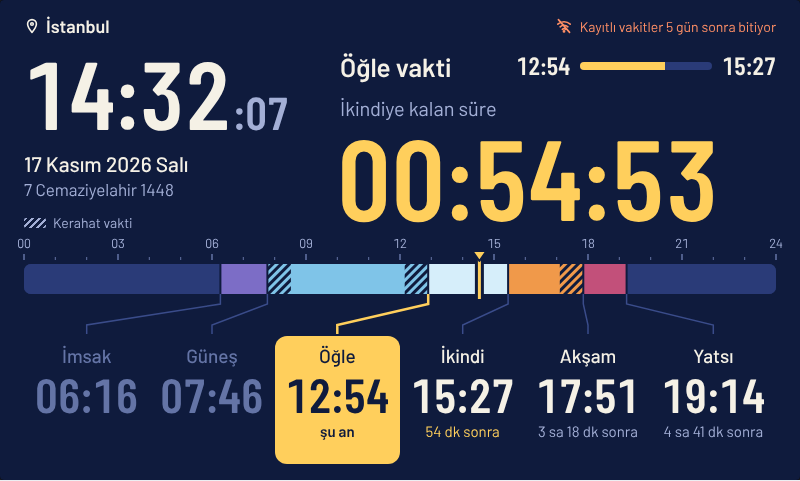 İstanbul
Kayıtlı vakitler 5 gün sonra bitiyor
14:32:07
17 Kasım 2026 Salı
7 Cemaziyelahir 1448
Kerahat vakti
Öğle vakti
12:54 15:27
İkindiye kalan süre
00:54:53
00 03 06 09 12 15 18 21 24
İmsak Güneş Öğle İkindi Akşam Yatsı
06:16 07:46 12:54 15:27 17:51 19:14
şu an 54 dk sonra 3 sa 18 dk sonra 4 sa 41 dk sonra